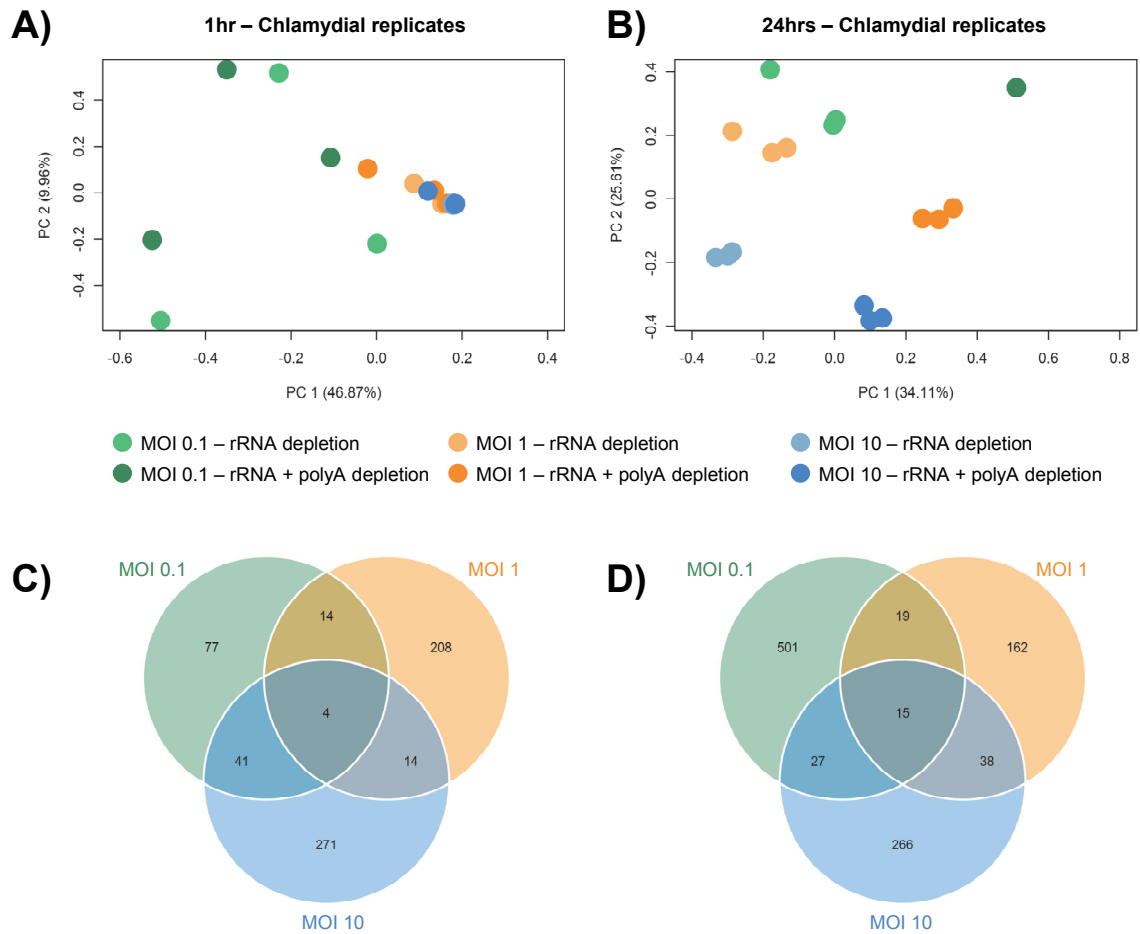 A)
1hr – Chlamydial replicates
B)
24hrs – Chlamydial replicates
0.4
0.2
0.0
-0.2
-0.4
PC 2 (9.96%)
-0.6
-0.4
-0.2
0.0
0.2
0.4
PC 1 (46.87%)
0.4
0.2
0.0
-0.2
-0.4
PC 2 (25.61%)
-0.4
-0.2
0.0
0.2
0.4
0.6
0.8
PC 1 (34.11%)
MOI 0.1 – rRNA depletion
MOI 1 – rRNA depletion
MOI 10 – rRNA depletion
MOI 0.1 – rRNA + polyA depletion
MOI 1 – rRNA + polyA depletion
MOI 10 – rRNA + polyA depletion
C)
MOI 0.1
MOI 1
14
77
208
4
41
14
271
MOI 10
D)
MOI 0.1
MOI 1
19
501
162
15
27
38
266
MOI 10